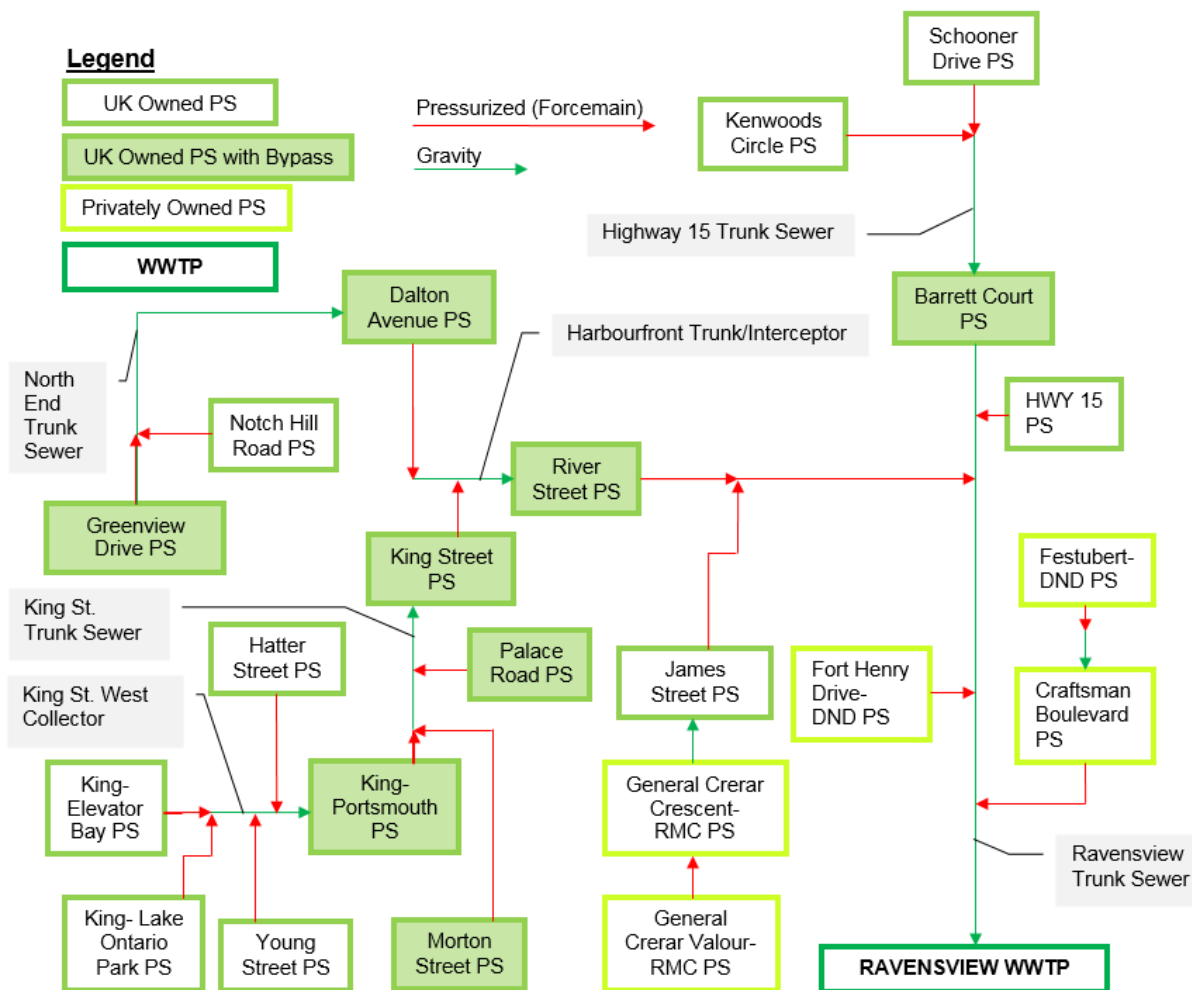 Legend
UK Owned PS
UK Owned PS with Bypass
Privately Owned PS
WWTP
Pressurized (Forcemain)
Gravity
Schooner
Drive PS
Kenwoods
Circle PS
Highway 15 Trunk Sewer
Barrett Court
PS
Dalton
Avenue PS
Harbourfront Trunk/Interceptor
North
End
Trunk
Sewer
Notch Hill
Road PS
HWY 15
PS
River
Street PS
Greenview
Drive PS
King Street
PS
Festubert-
DND PS
King St.
Trunk Sewer
Hatter
Street PS
Palace
Road PS
James
Street PS
Fort Henry
Drive-
DND PS
Craftsman
Boulevard
PS
King St. West
Collector
King-
Elevator
Bay PS
King-
Portsmouth
PS
General Crerar
Crescent-
RMC PS
Ravensview
Trunk Sewer
King- Lake
Ontario
Park PS
Young
Street PS
Morton
Street PS
General
Crerar Valour-
RMC PS
RAVENSVIEW WWTP